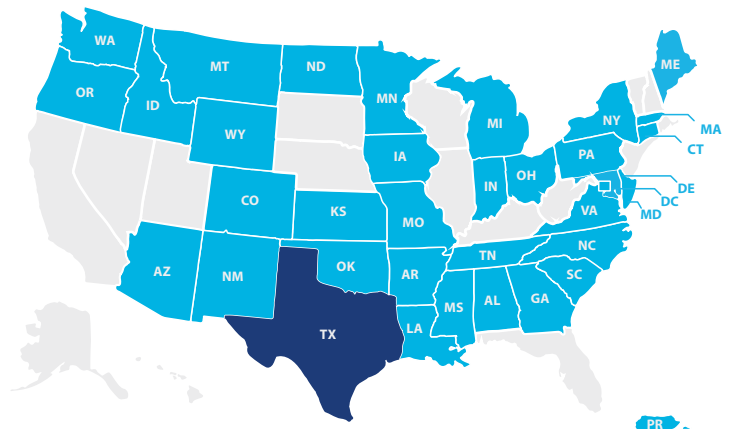 WA
MT
ND
ME
OR
ID
MN
NY
MI
MA
WY
CT
IA
PA
OH
IN
DE
CO
DC
KS
VA
MD
MO
NC
TN
AZ
NM
OK
AR
SC
MS
AL
GA
LA
TX
PR